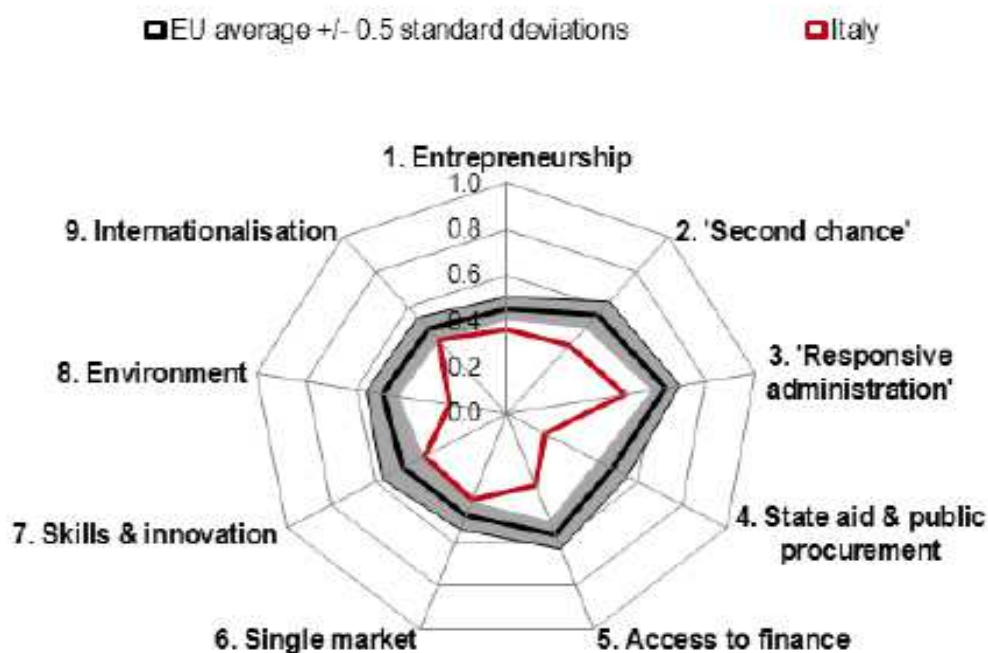 EU average +/- 0.5 standard deviations
Italy
1. Entrepreneurship
1.0
9. Internationalisation
2. 'Second chance'
0.8
0.6
0.4
8. Environment
3. 'Responsive
administration'
0.2
0.0
7. Skills & innovation
4. State aid & public
procurement
6. Single market
5. Access to finance